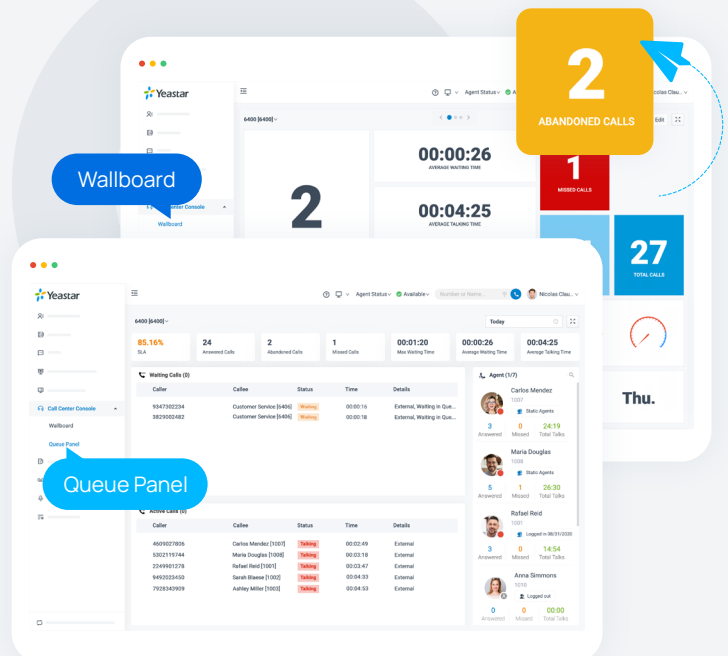 2
ABANDONED CALLS
Yeastar
Agent Status
Edit
6400 [6400]
00:00:26
AVERAGE WAITING TIME
1
MISSED CALLS
Wallboard
Center Console
Wallboard
2
00:04:25
AVERAGE TALKING TIME
27
TOTAL CALLS
Thu.
Yeastar
Agent Status Available Number or Name... Nicolas Clau...
6400 [6400] Today
85.16% 24 2 1 00:01:20 00:00:26 00:04:25
SLA Answered Calls Abandoned Calls Missed Calls Max Waiting Time Average Waiting Time Average Talking Time
Waiting Calls (0)
Caller Callee Status Time Details
9347302234 Customer Service [6406] Waiting 00:00:16 External, Waiting in Que...
3829002482 Customer Service [6406] Waiting 00:00:18 External, Waiting in Que...
Call Center Console
Wallboard
Queue Panel
Queue Panel
Active Calls (0)
Caller Callee Status Time Details
4609027806 Carlos Mendez [1007] Talking 00:02:49 External
5302119744 Maria Douglas [1008] Talking 00:03:18 External
2249901278 Rafael Reid [1001] Talking 00:03:47 External
9492023450 Sarah Blaese [1002] Talking 00:04:33 External
7928343909 Ashley Miller [1003] Talking 00:04:53 External
Agent (1/7)
Carlos Mendez
1007
Static Agents
3 0 24:19
Answered Missed Total Talks
Maria Douglas
1008
Static Agents
5 1 26:30
Answered Missed Total Talks
Rafael Reid
1001
Logged in 08/31/2020
3 0 14:54
Answered Missed Total Talks
Anna Simmons
1010
Logged out
0 0 00:00
Answered Missed Total Talks